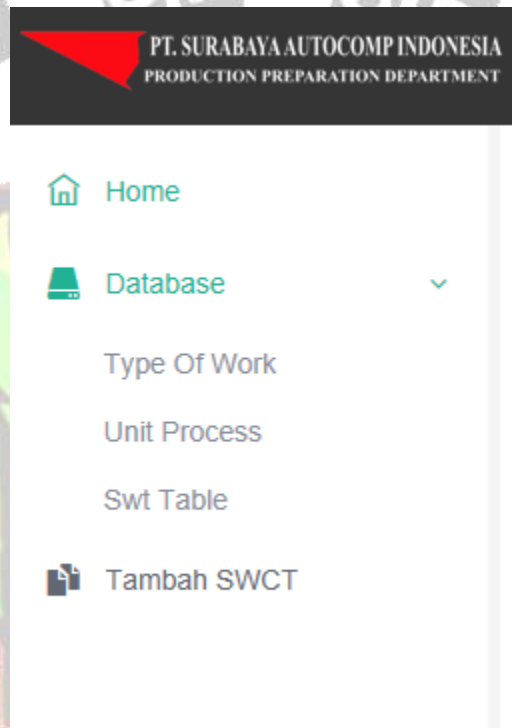 PT. SURABAYA AUTOCOMP INDONESIA
PRODUCTION PREPARATION DEPARTMENT
Home
Database
Type Of Work
Unit Process
Swt Table
Tambah SWCT